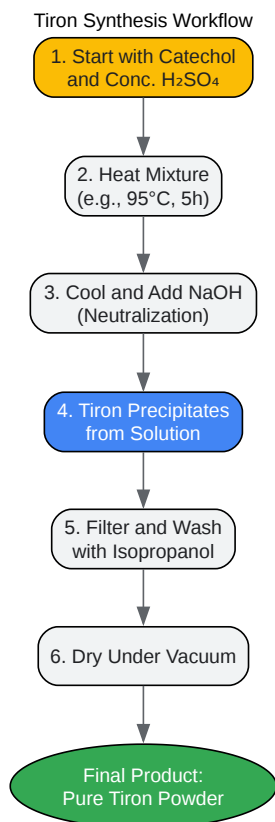 Tiron Synthesis Workflow
1. Start with Catechol
and Conc. H₂SO₄
2. Heat Mixture
(e.g., 95°C, 5h)
3. Cool and Add NaOH
(Neutralization)
4. Tiron Precipitates
from Solution
5. Filter and Wash
with Isopropanol
6. Dry Under Vacuum
Final Product:
Pure Tiron Powder